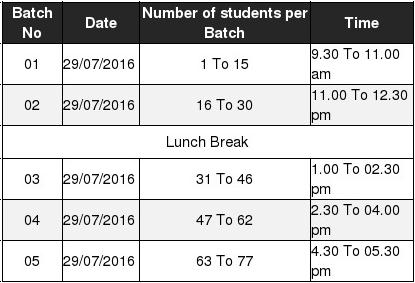 Batch No Date Number of students per Batch Time
01 29/07/2016 1 To 15 9.30 To 11.00 am
02 29/07/2016 16 To 30 11.00 To 12.30 pm
Lunch Break
03 29/07/2016 31 To 46 1.00 To 02.30 pm
04 29/07/2016 47 To 62 2.30 To 04.00 pm
05 29/07/2016 63 To 77 4.30 To 05.30 pm